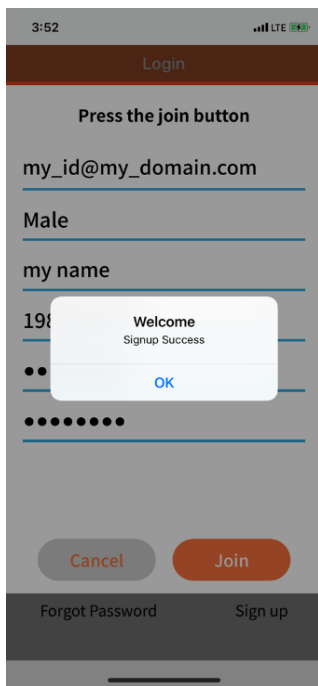 3:52
LTE
Login
Press the join button
my_id@my_domain.com
Male
my name
198
Welcome
Signup Success
OK
Cancel
Join
Forgot Password
Sign up